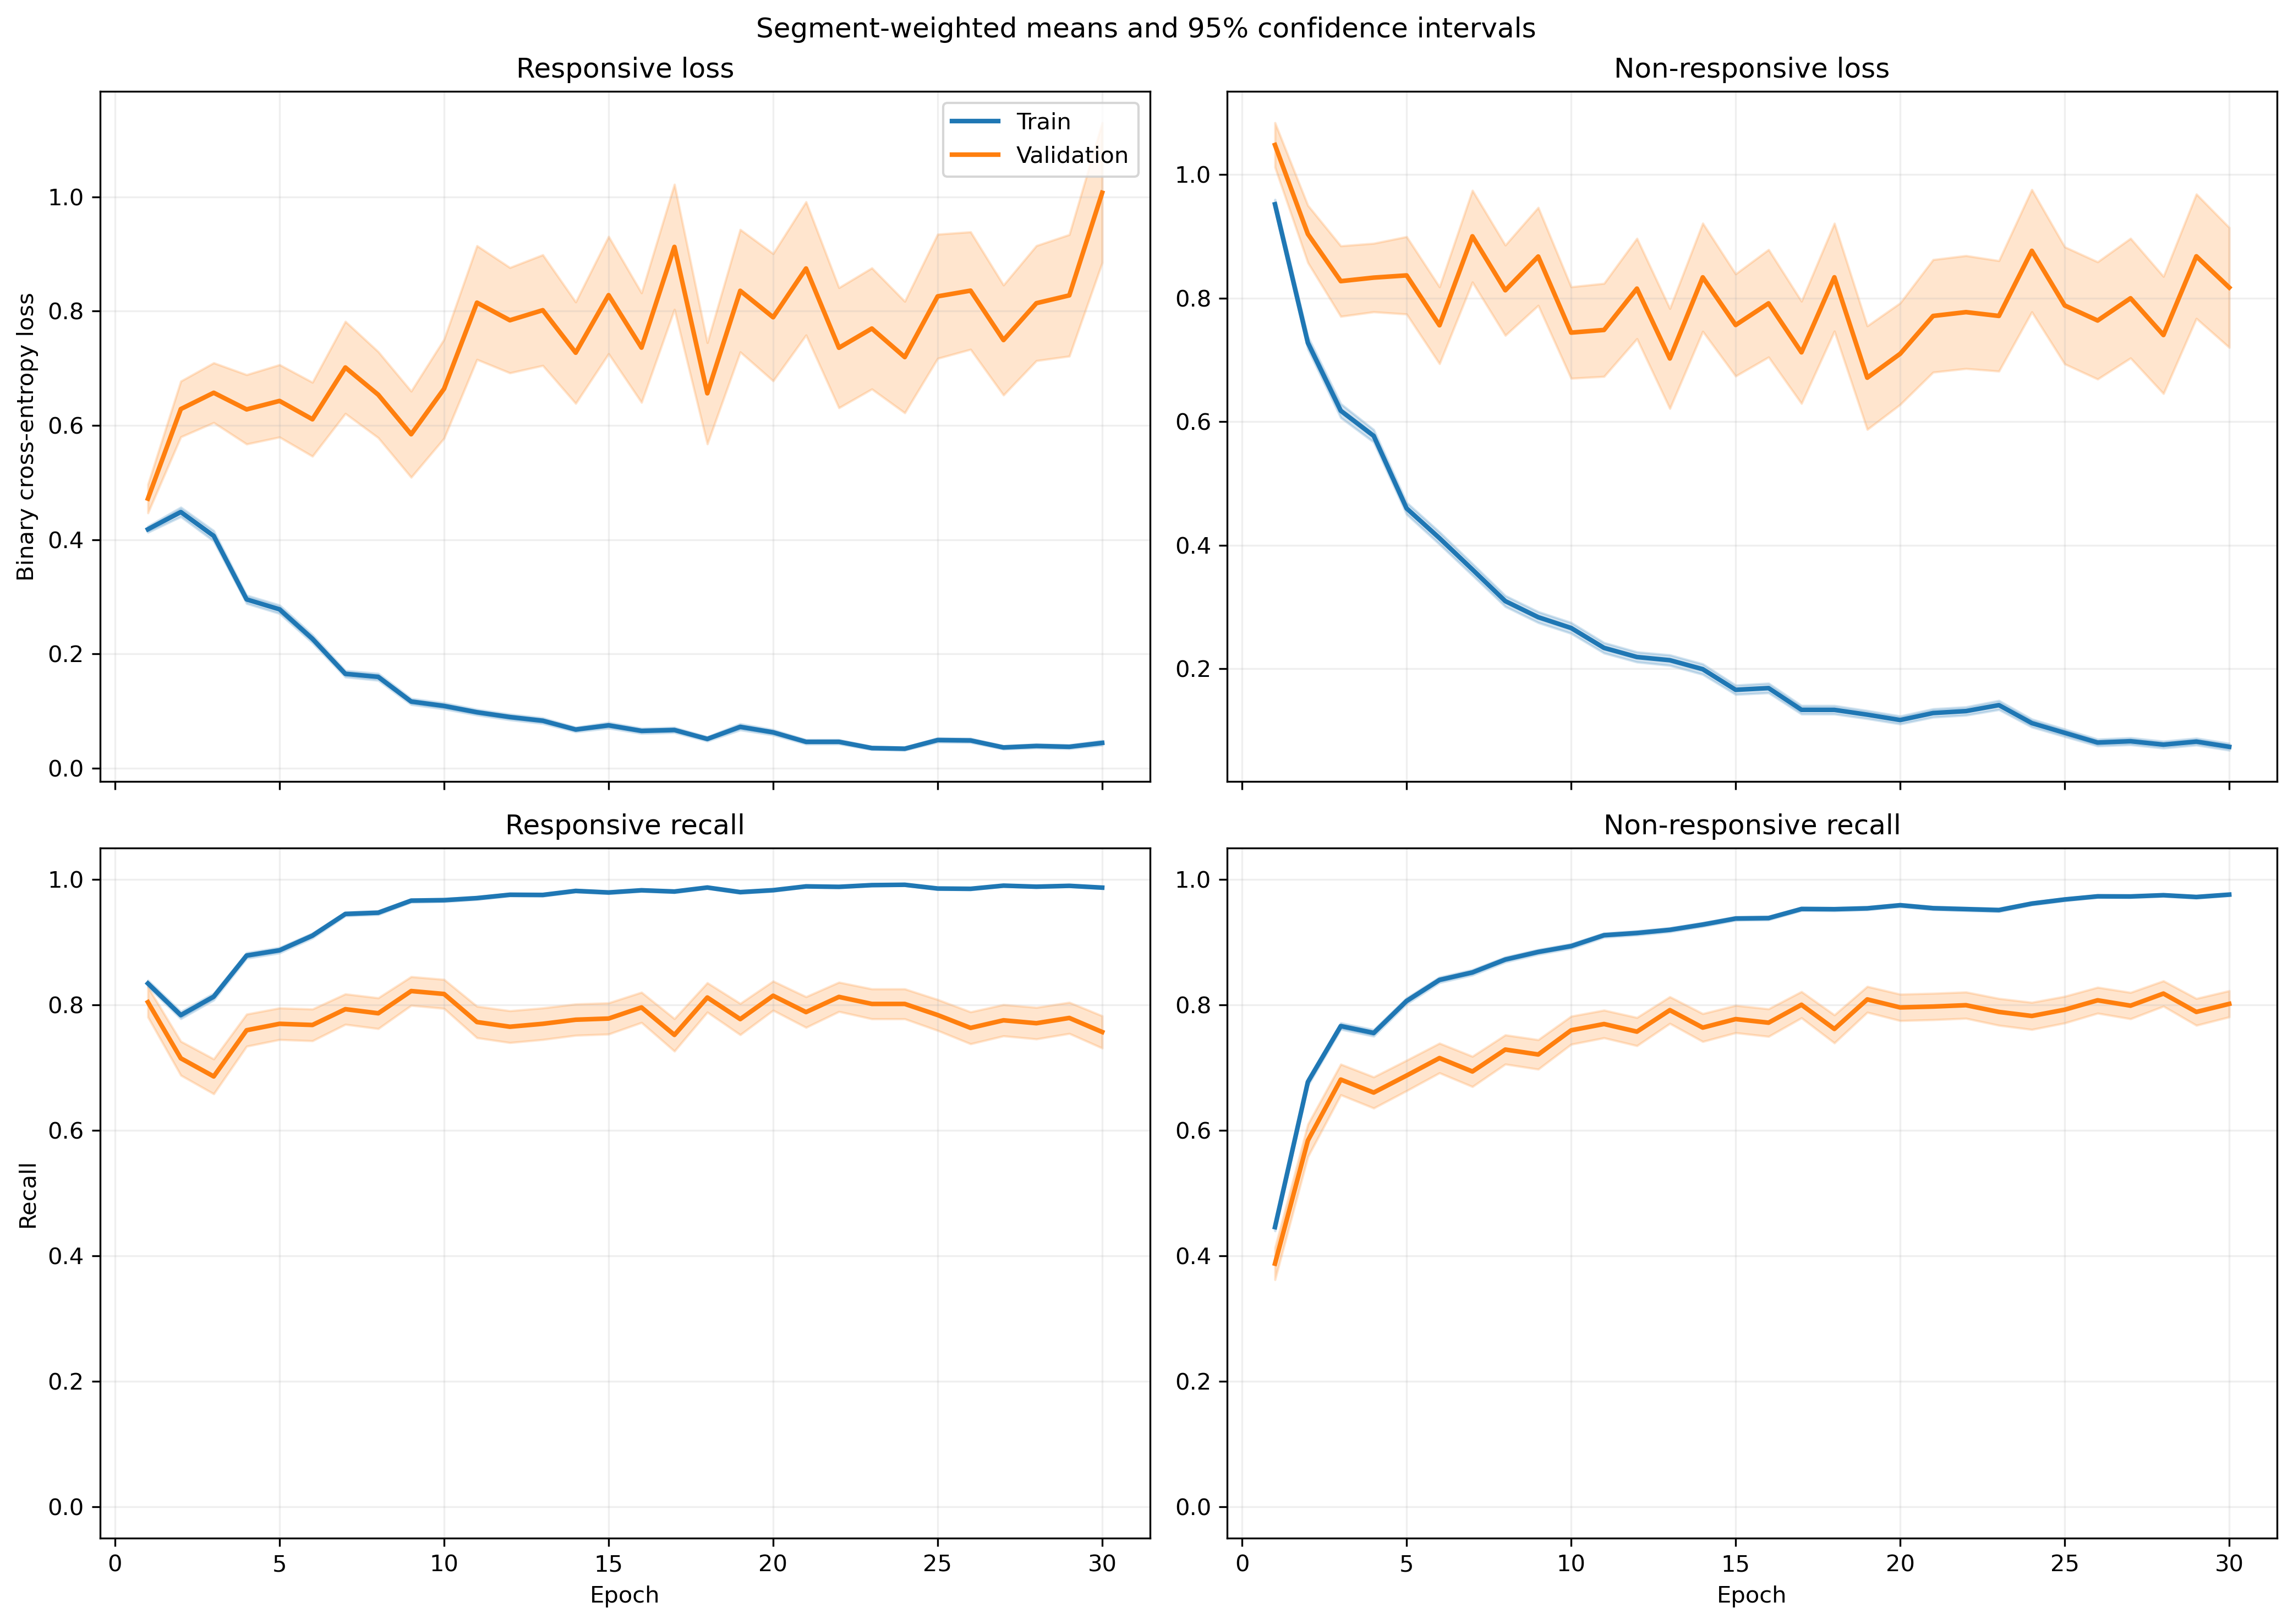 Segment-weighted means and 95% confidence intervals
Responsive loss
Non-responsive loss
Train
Validation
Binary cross-entropy loss
1.0
0.8
0.6
0.4
0.2
0.0
1.0
0.8
0.6
0.4
0.2
Responsive recall
Non-responsive recall
Recall
1.0
0.8
0.6
0.4
0.2
0.0
1.0
0.8
0.6
0.4
0.2
0.0
0 5 10 15 20 25 30
0 5 10 15 20 25 30
Epoch
Epoch